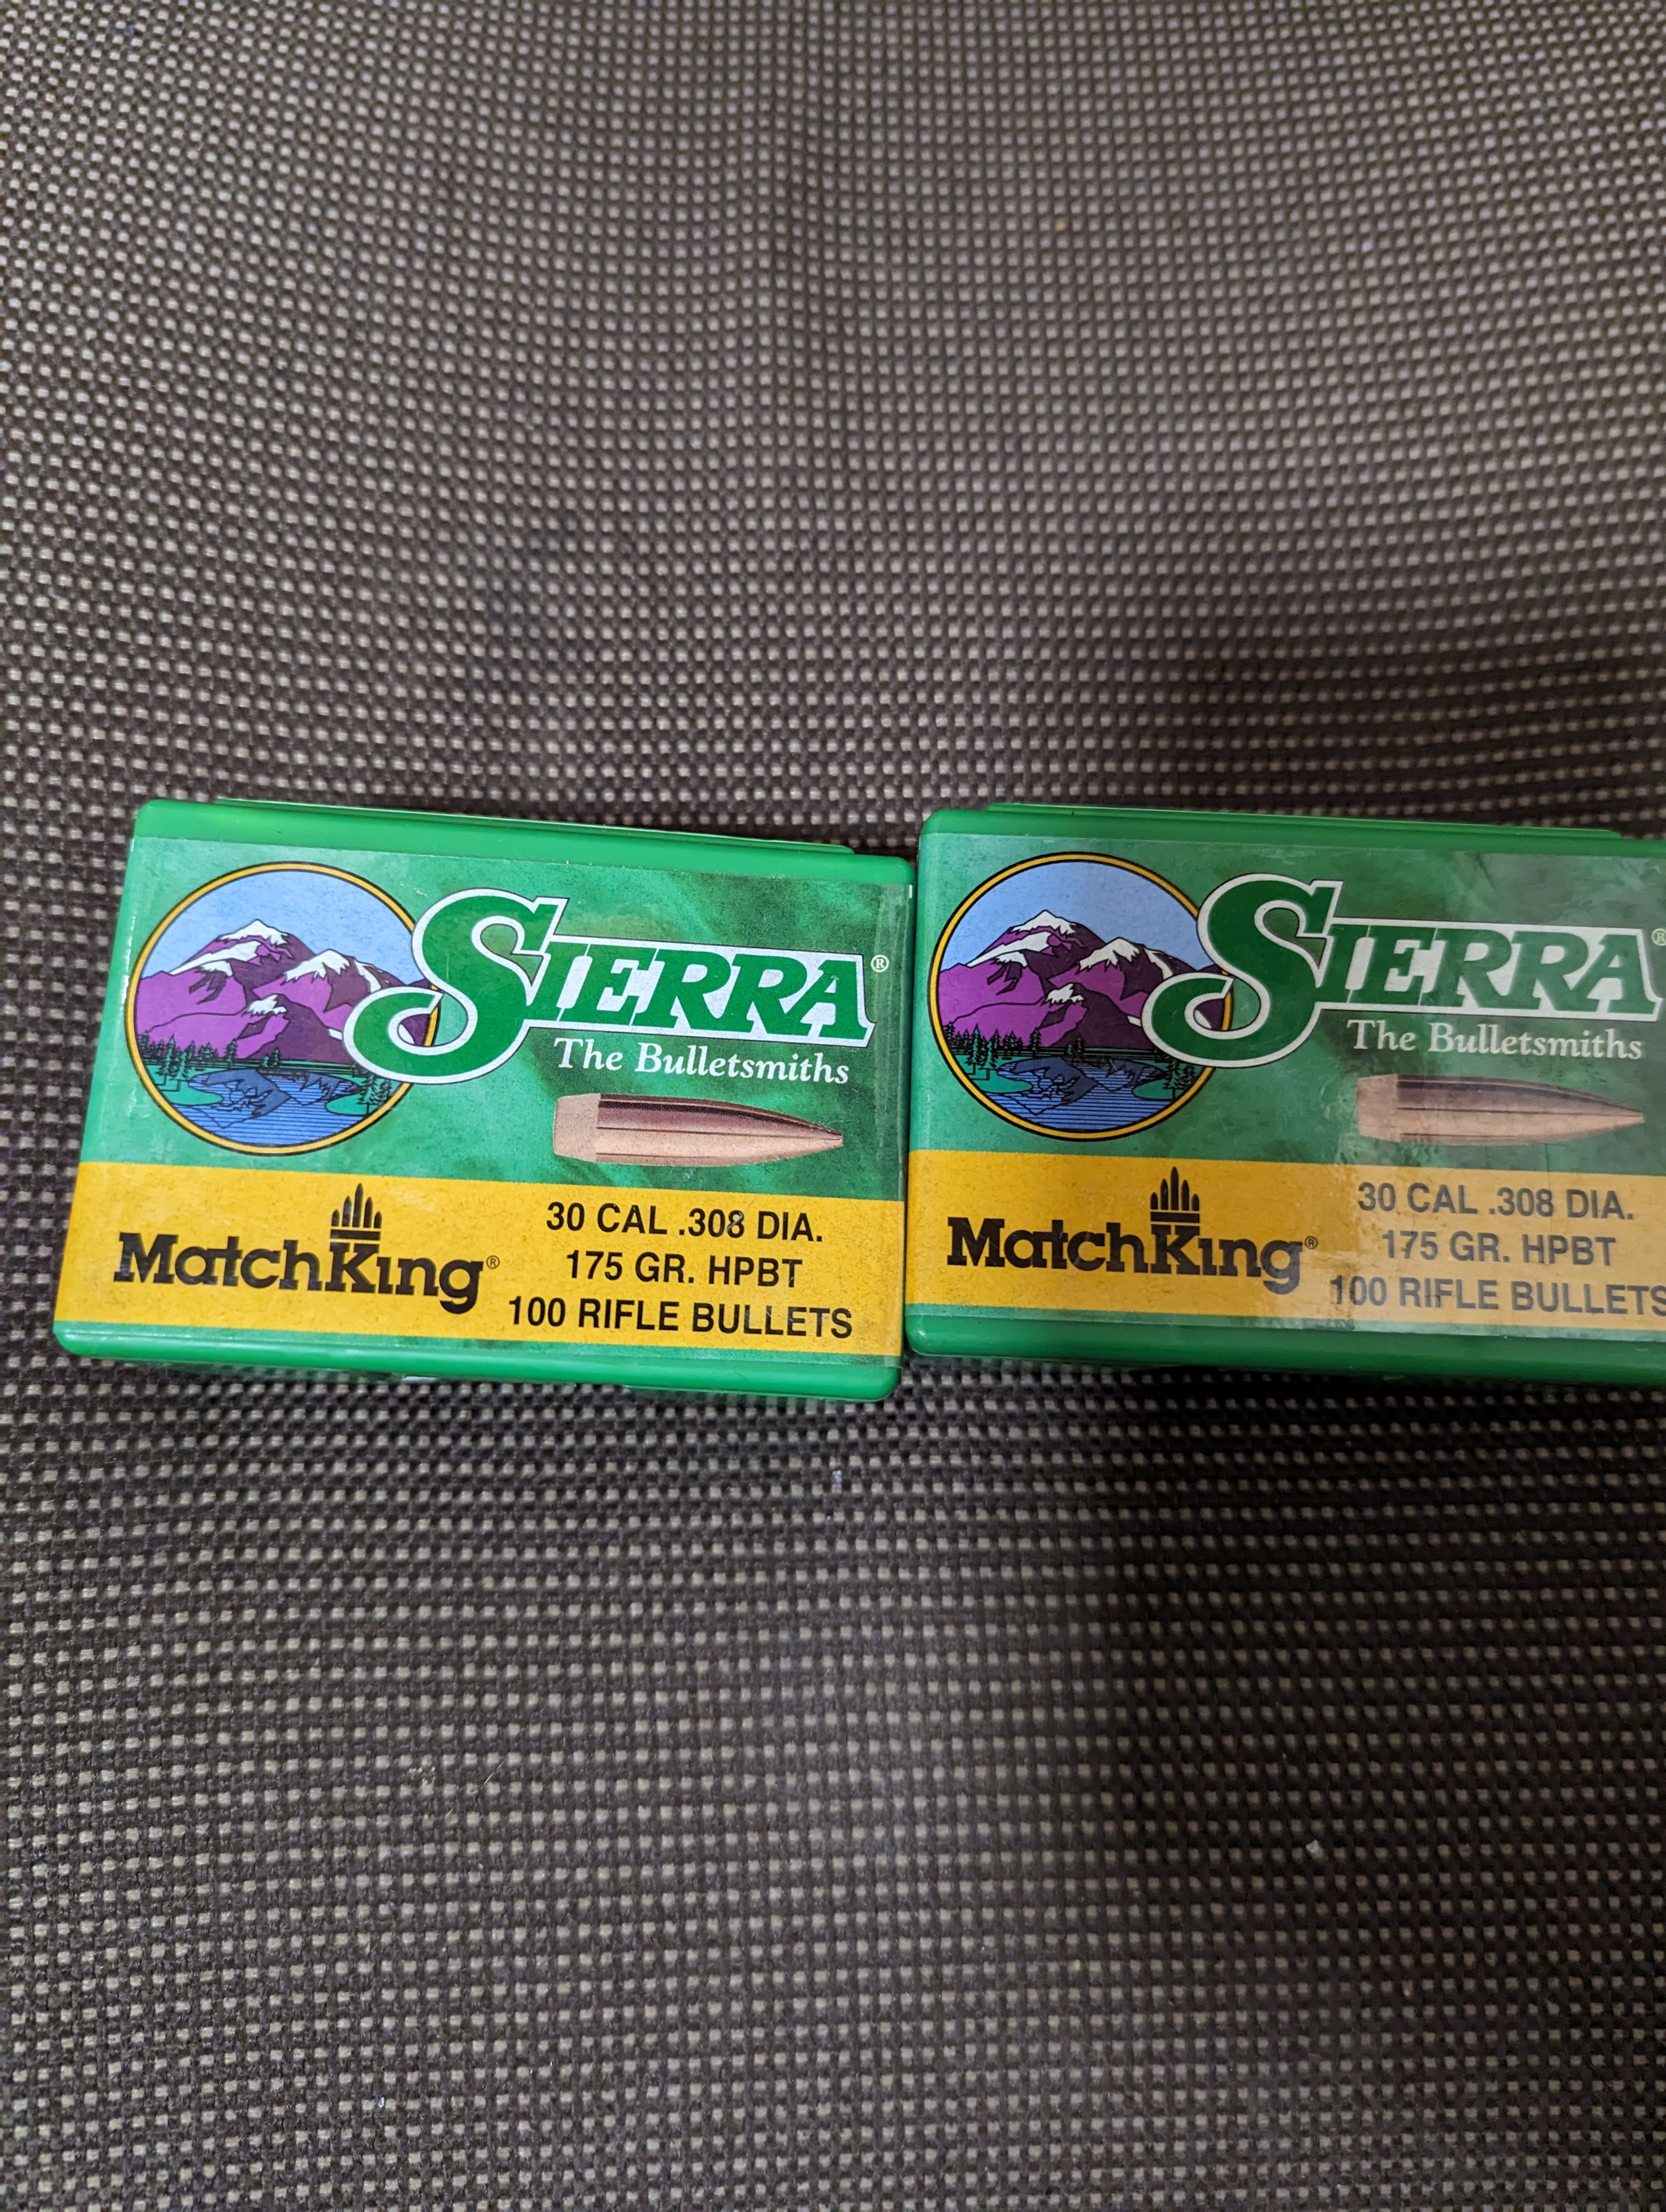 SIERRA®
The Bulletsmiths
MatchKing®
30 CAL .308 DIA.
175 GR. HPBT
100 RIFLE BULLETS
SIERRA®
The Bulletsmiths
MatchKing®
30 CAL .308 DIA.
175 GR. HPBT
100 RIFLE BULLETS